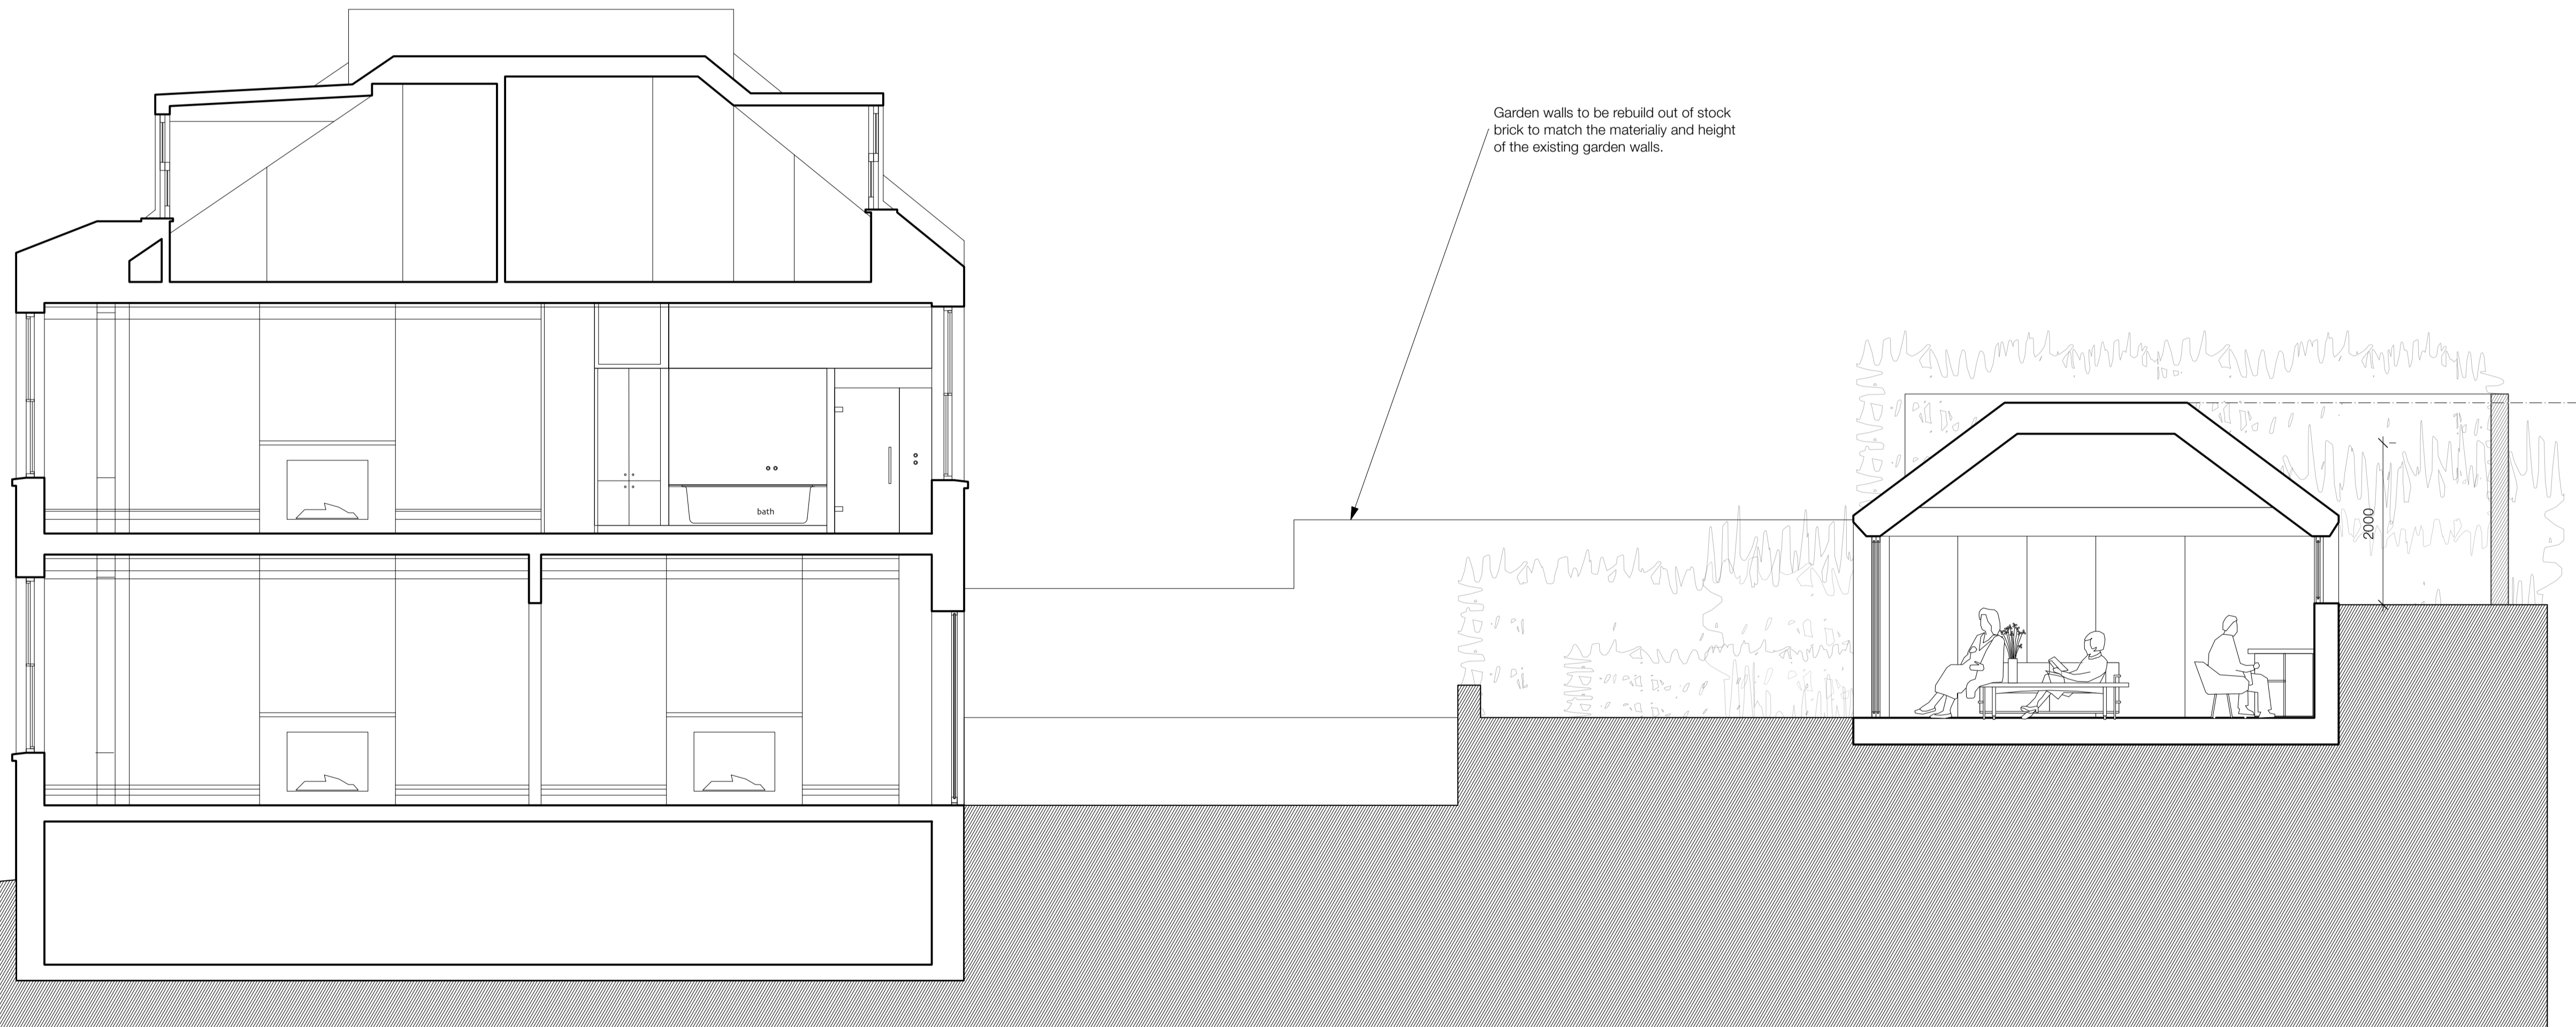 Garden walls to be rebuild out of stock
brick to match the materialiy and height
of the existing garden walls.
2000
bath